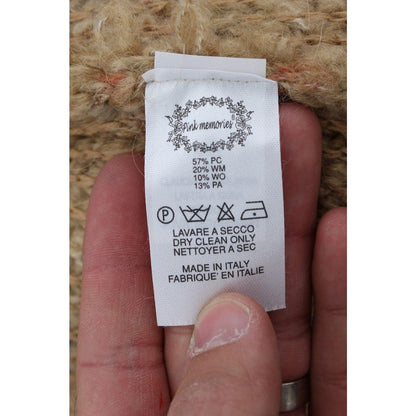 Pink memories
57% PC
20% WM
10% WO
13% PA
P
LAVARE A SECCO
DRY CLEAN ONLY
NETTOYER A SEC
MADE IN ITALY
FABRIQUE' EN ITALIE